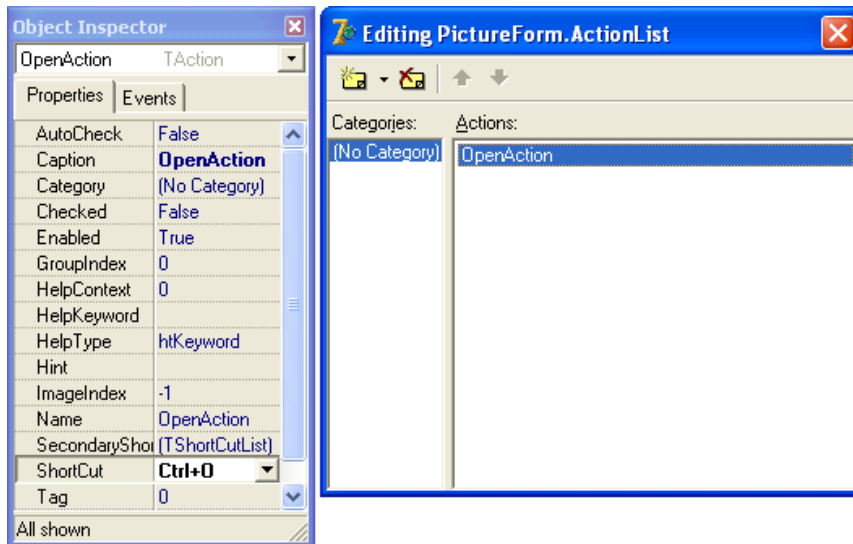 Object Inspector
OpenAction TAction
Properties Events
AutoCheck False
Caption OpenAction
Category (No Category)
Checked False
Enabled True
GroupIndex 0
HelpContext 0
HelpKeyword
HelpType htKeyword
Hint
ImageIndex -1
Name OpenAction
SecondaryShor (TShortCutList)
ShortCut Ctrl+O
Tag 0
All shown
7 Editing PictureForm.ActionList
Categories: Actions:
(No Category) OpenAction